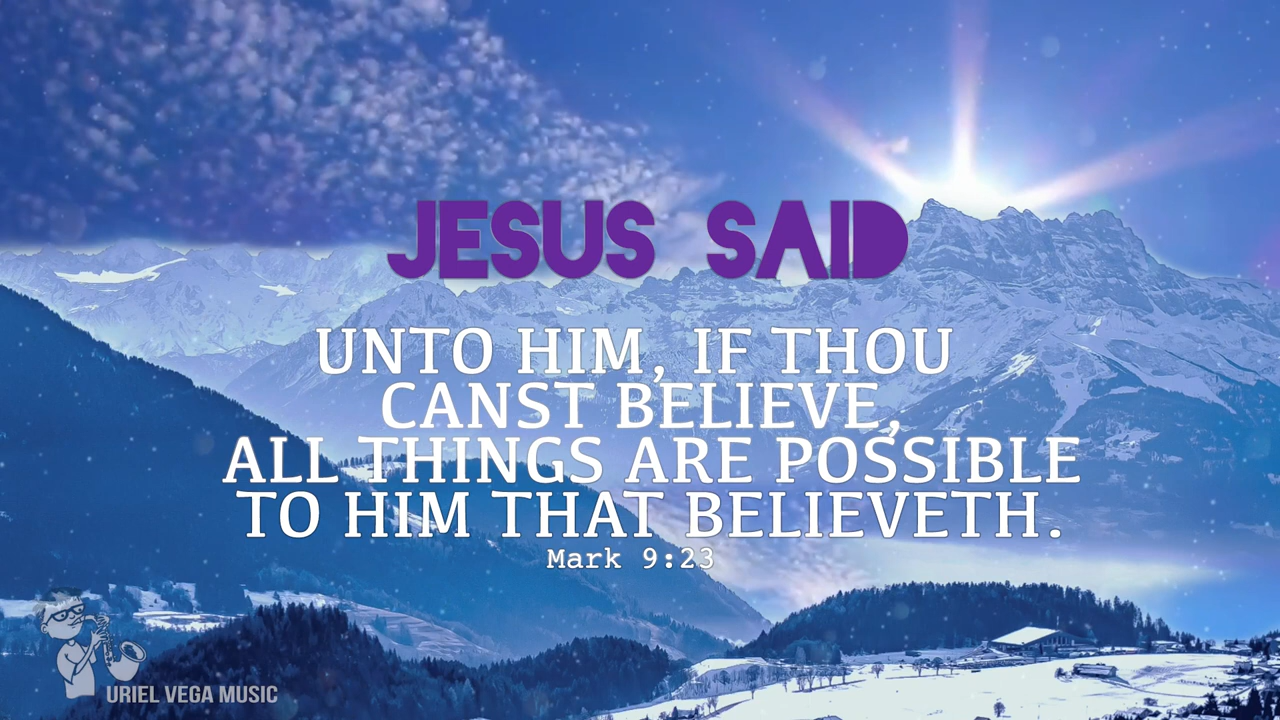 JESUS SAID
UNTO HIM, IF THOU
CANST BELIEVE,
ALL THINGS ARE POSSIBLE
TO HIM THAT BELIEVETH.
Mark 9:23
URIEL VEGA MUSIC